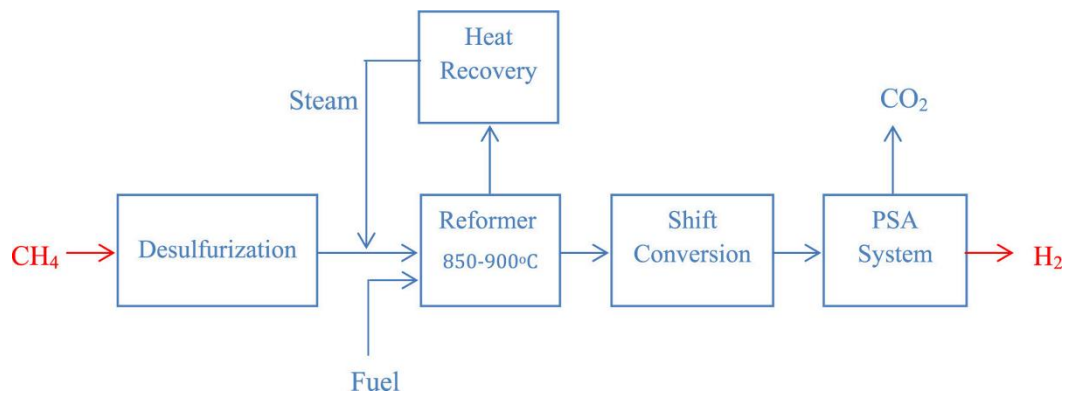 Heat
Recovery
Steam
CO₂
CH₄
Desulfurization
Reformer
850-900ºC
Shift
Conversion
PSA
System
H₂
Fuel